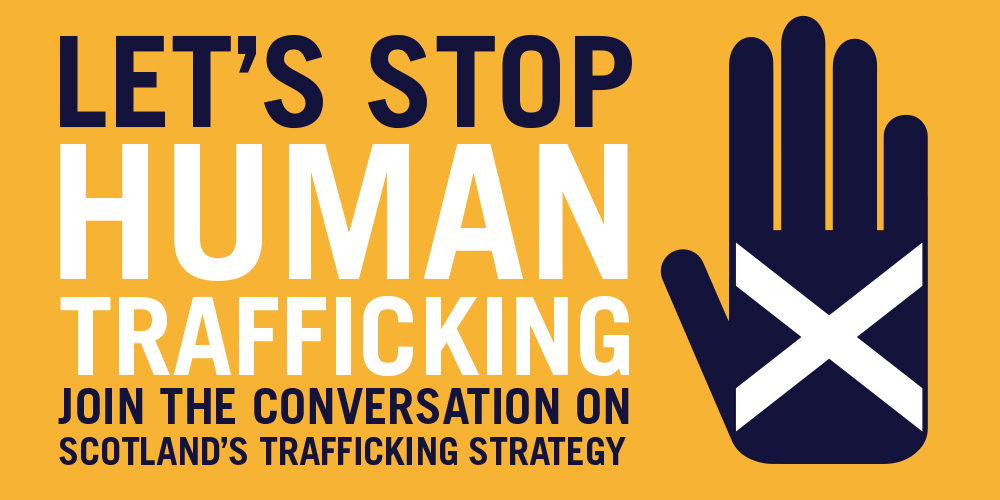 LET’S STOP
HUMAN
TRAFFICKING
JOIN THE CONVERSATION ON
SCOTLAND’S TRAFFICKING STRATEGY